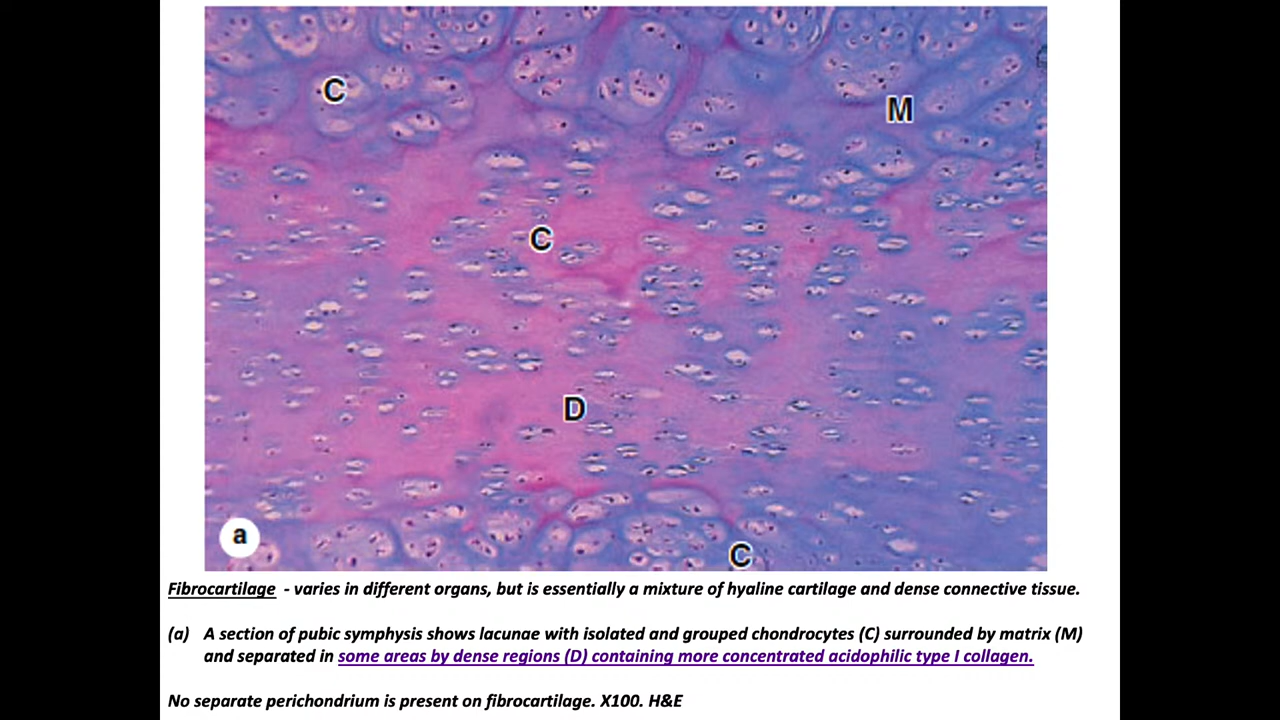 C
M
C
D
a
C
Fibrocartilage - varies in different organs, but is essentially a mixture of hyaline cartilage and dense connective tissue.
(a) A section of pubic symphysis shows lacunae with isolated and grouped chondrocytes (C) surrounded by matrix (M)
and separated in some areas by dense regions (D) containing more concentrated acidophilic type I collagen.
No separate perichondrium is present on fibrocartilage. X100. H&E